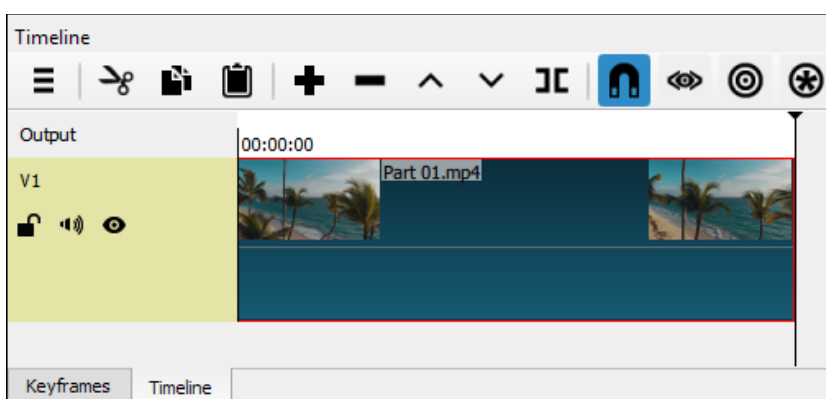 Timeline
Output
00:00:00
V1
Part 01.mp4
Keyframes Timeline